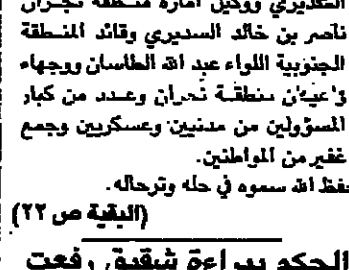 السديري ووكيل امارة منطقة نجران
ناصر بن خالد السديري وقائد المنطقة
الجنوبية اللواء عبد الله الطاسان ووجهاء
وأعيان منطقة نجران وعدد من كبار
المسؤولين من مدنيين وعسكريين وجمع
غفير من المواطنين.
حفظ الله سموه في حله وترحاله.
(البقية ص ٢٢)
الحكم ببراءة شقيق رفعت